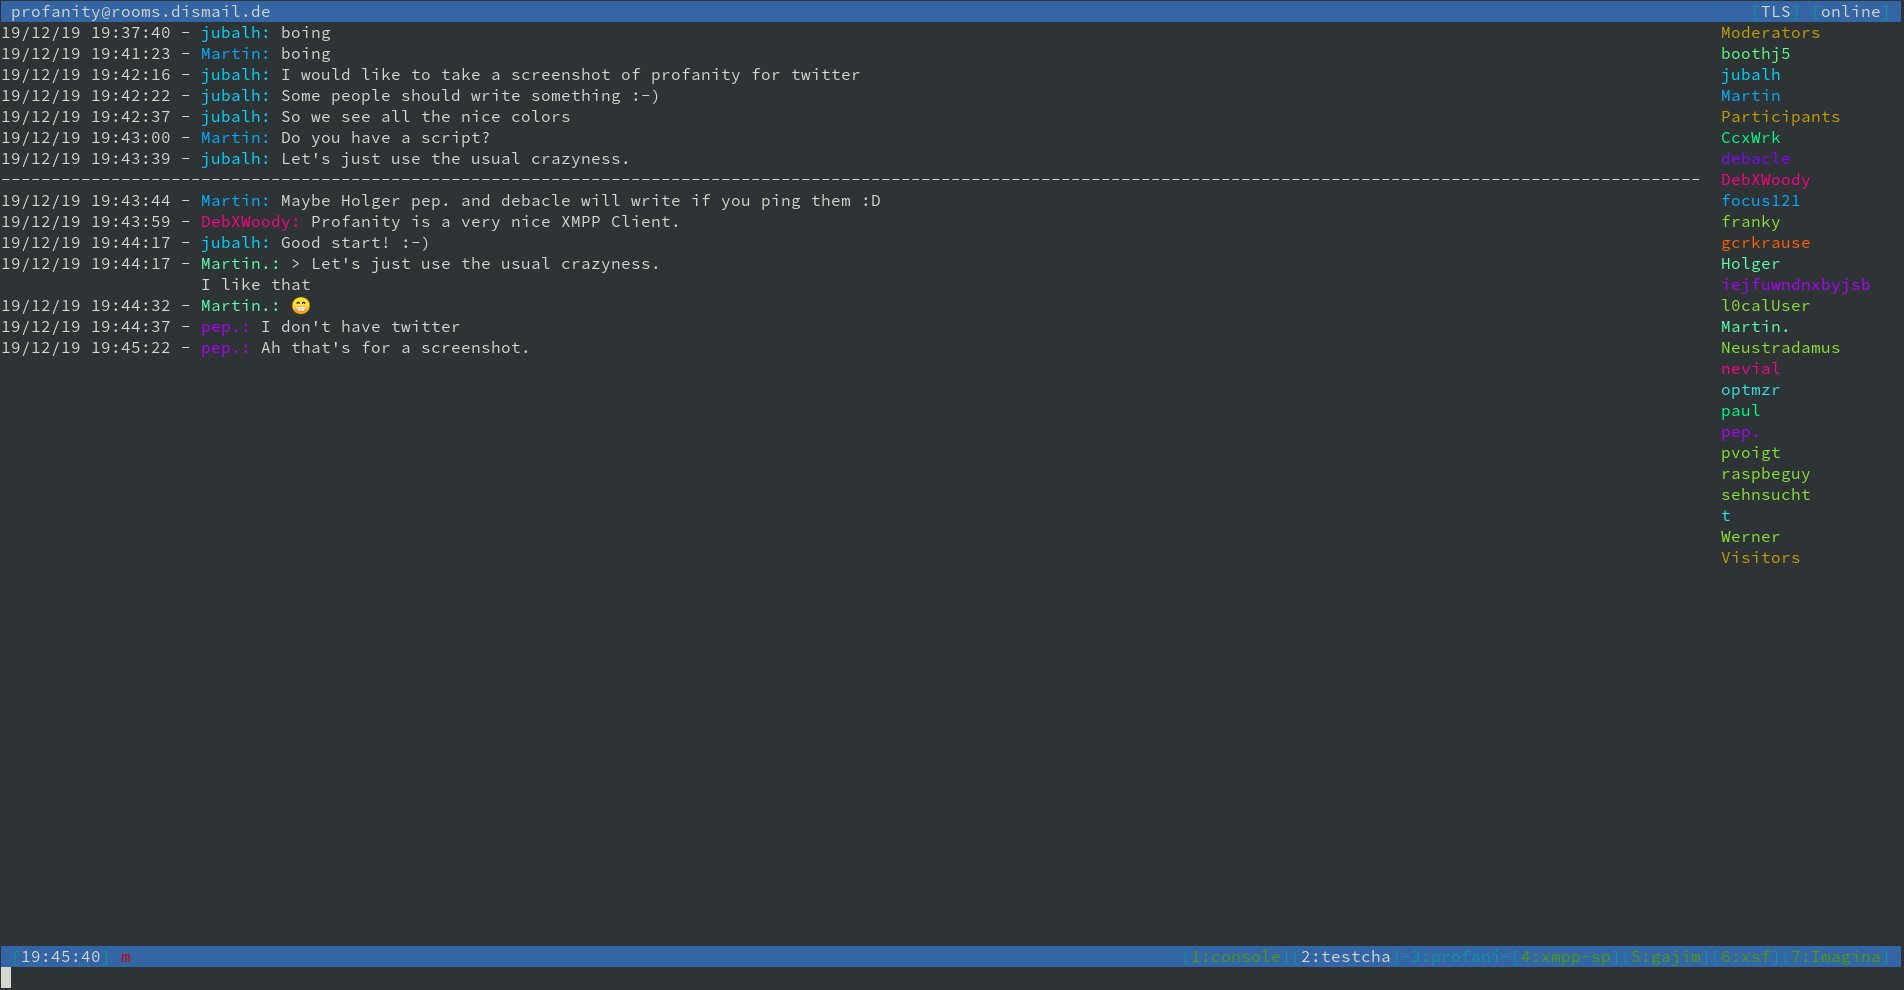 profanity@rooms.dismail.de [TLS] [online]
19/12/19 19:37:40 - jubalh: boing
19/12/19 19:41:23 - Martin: boing
19/12/19 19:42:16 - jubalh: I would like to take a screenshot of profanity for twitter
19/12/19 19:42:22 - jubalh: Some people should write something :-)
19/12/19 19:42:37 - jubalh: So we see all the nice colors
19/12/19 19:43:00 - Martin: Do you have a script?
19/12/19 19:43:39 - jubalh: Let's just use the usual crazyness.
19/12/19 19:43:44 - Martin: Maybe Holger pep. and debacle will write if you ping them :D
19/12/19 19:43:59 - DebXWoody: Profanity is a very nice XMPP Client.
19/12/19 19:44:17 - jubalh: Good start! :-)
19/12/19 19:44:17 - Martin.: > Let's just use the usual crazyness.
I like that
19/12/19 19:44:32 - Martin.: 😁
19/12/19 19:44:37 - pep.: I don't have twitter
19/12/19 19:45:22 - pep.: Ah that's for a screenshot.
Moderators
boothj5
jubalh
Martin
Participants
CcxWrk
debacle
DebXWoody
focus121
franky
gcrkrause
Holger
iejfuwndnxbyjsb
l0calUser
Martin.
Neustradamus
nevial
optmzr
paul
pep.
pvoigt
raspbeguy
sehnsucht
t
Werner
Visitors
[19:45:40] m [1:console][2:testcha]-3:profani-[4:xmpp-sp][5:gajim][6:xsf][7:Imagina]